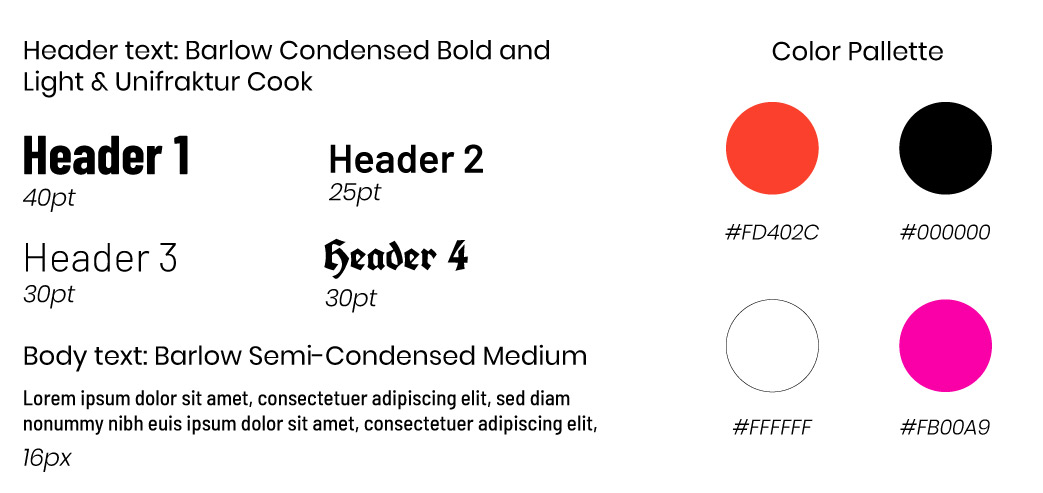 Header text: Barlow Condensed Bold and
Light & Unifraktur Cook
Header 1
40pt
Header 2
25pt
Header 3
30pt
Header 4
30pt
Body text: Barlow Semi-Condensed Medium
Lorem ipsum dolor sit amet, consectetuer adipiscing elit, sed diam
nonummy nibh euis ipsum dolor sit amet, consectetuer adipiscing elit,
16px
Color Pallette
#FD402C
#000000
#FFFFFF
#FB00A9